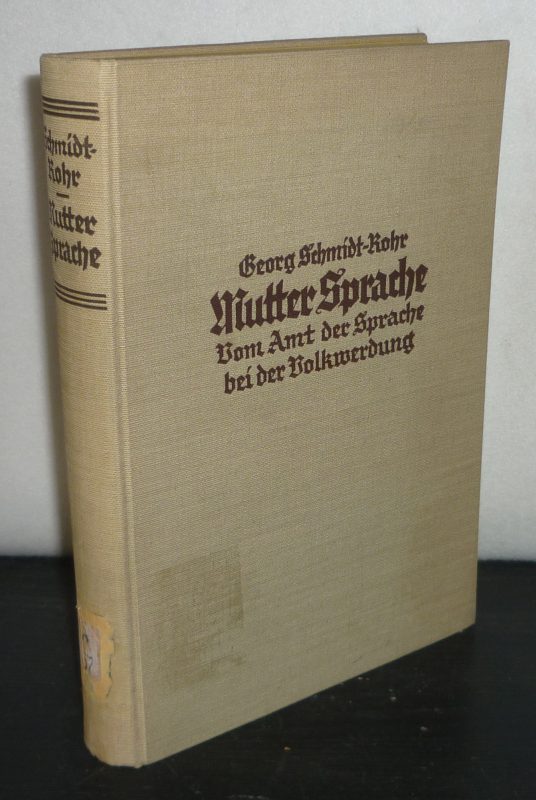 Schmidt-
Rohr
Mutter
Sprache
Georg Schmidt-Rohr
Mutter Sprache
Vom Amt der Sprache
bei der Volkwerdung